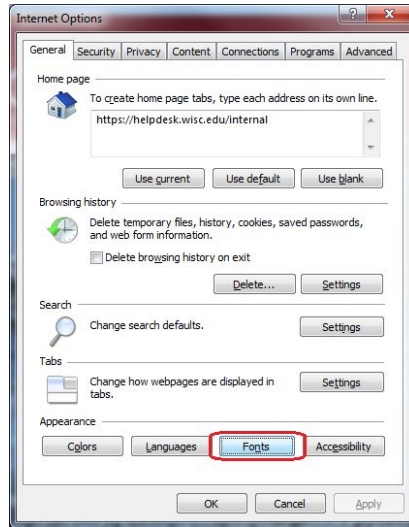 Internet Options
General Security Privacy Content Connections Programs Advanced
Home page
To create home page tabs, type each address on its own line.
https://helpdesk.wisc.edu/internal
Use current Use default Use blank
Browsing history
Delete temporary files, history, cookies, saved passwords,
and web form information.
Delete browsing history on exit
Delete... Settings
Search
Change search defaults. Settings
Tabs
Change how webpages are displayed in Settings
tabs.
Appearance
Colors Languages Fonts Accessibility
OK Cancel Apply